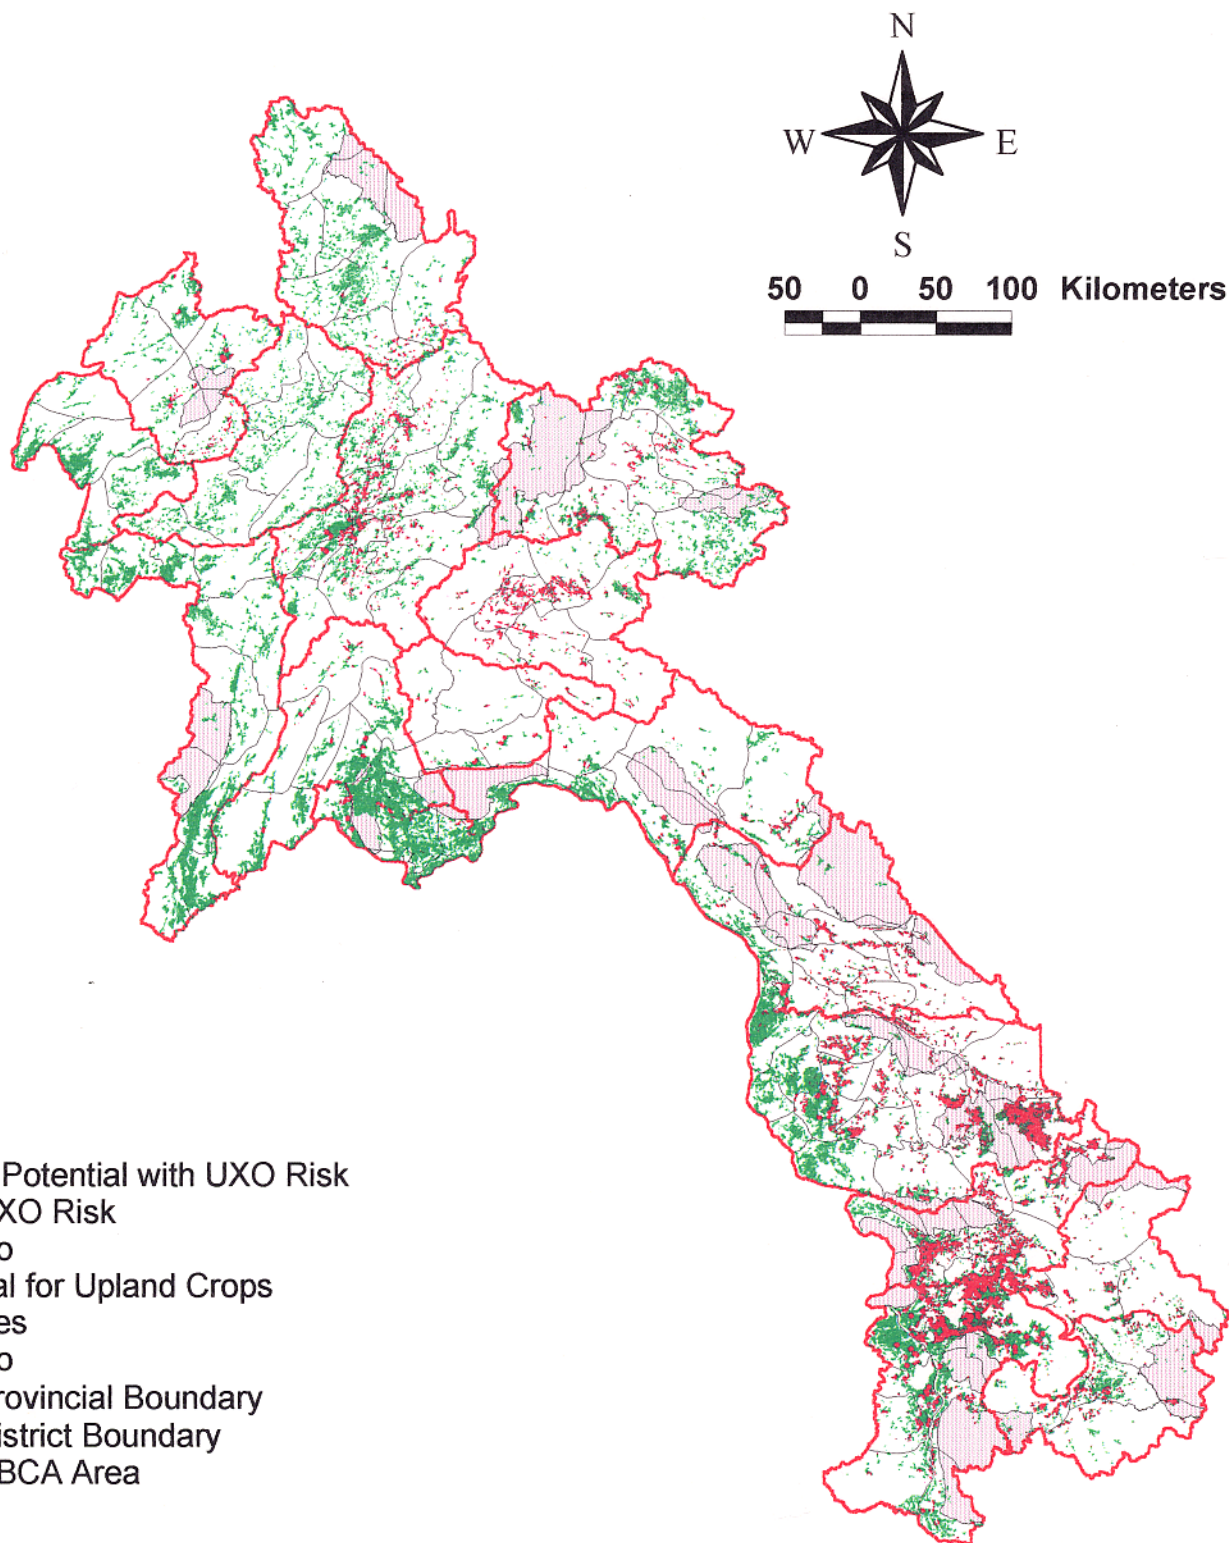 N
W E
S
50 0 50 100 Kilometers
Potential with UXO Risk
XO Risk
o
al for Upland Crops
es
o
rovincial Boundary
istrict Boundary
BCA Area